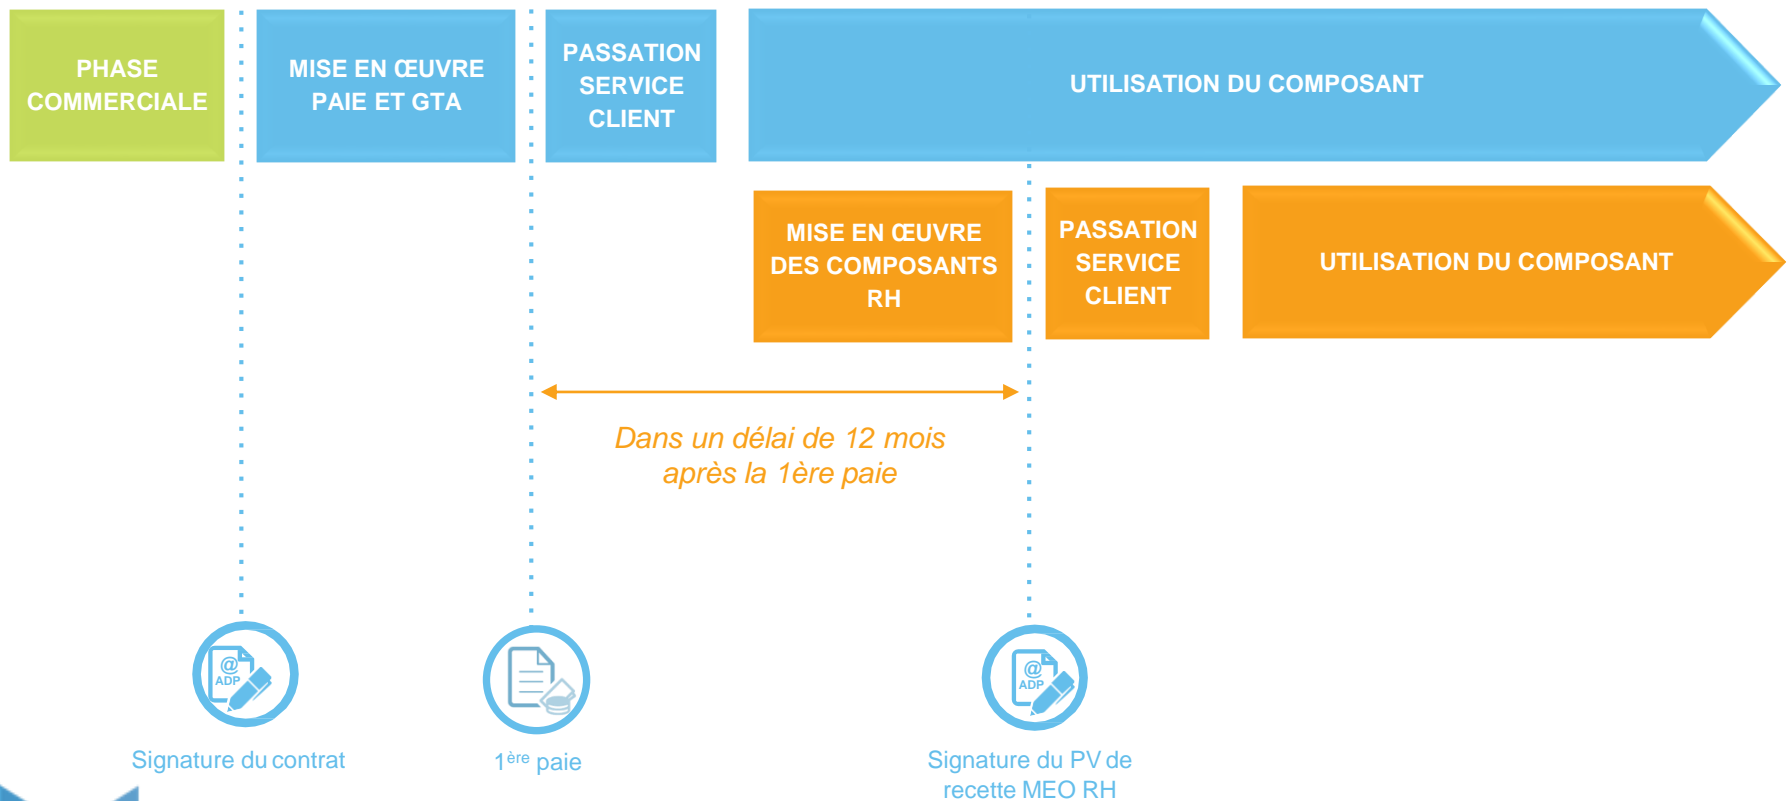 PHASE
COMMERCIALE
MISE EN ŒUVRE
PAIE ET GTA
PASSATION
SERVICE
CLIENT
UTILISATION DU COMPOSANT
MISE EN ŒUVRE
DES COMPOSANTS
RH
PASSATION
SERVICE
CLIENT
UTILISATION DU COMPOSANT
Dans un délai de 12 mois
après la 1ère paie
@
ADP
@
ADP
Signature du contrat
1ère paie
Signature du PV de
recette MEO RH